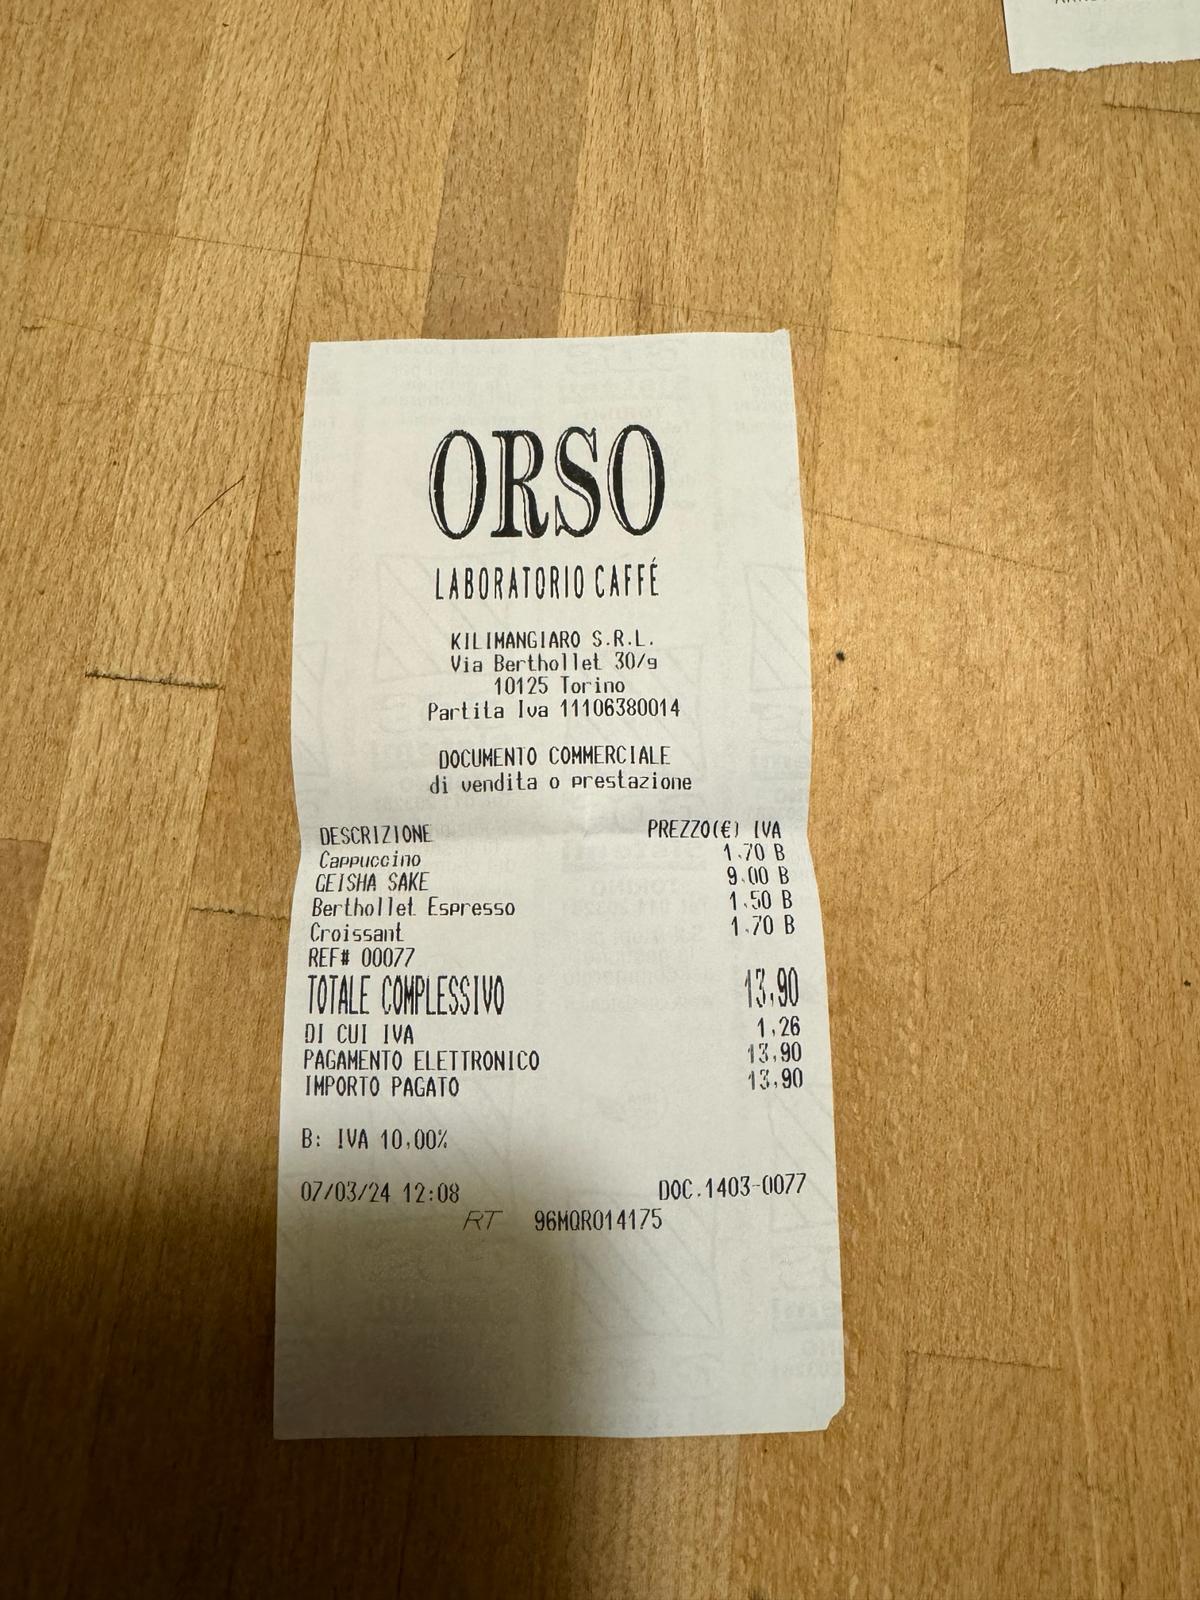 ORSO
LABORATORIO CAFFÉ
KILIMANGIARO S.R.L.
Via Berthollet 30/g
10125 Torino
Partita Iva 11106380014
DOCUMENTO COMMERCIALE
di vendita o prestazione
DESCRIZIONE PREZZO(€) IVA
Cappuccino 1.70 B
GEISHA SAKE 9.00 B
Berthollet Espresso 1.50 B
Croissant 1.70 B
REF# 00077
TOTALE COMPLESSIVO 13,90
DI CUI IVA 1,26
PAGAMENTO ELETTRONICO 13,90
IMPORTO PAGATO 13,90
B: IVA 10,00%
07/03/24 12:08 DOC.1403-0077
RT 96MQR014175